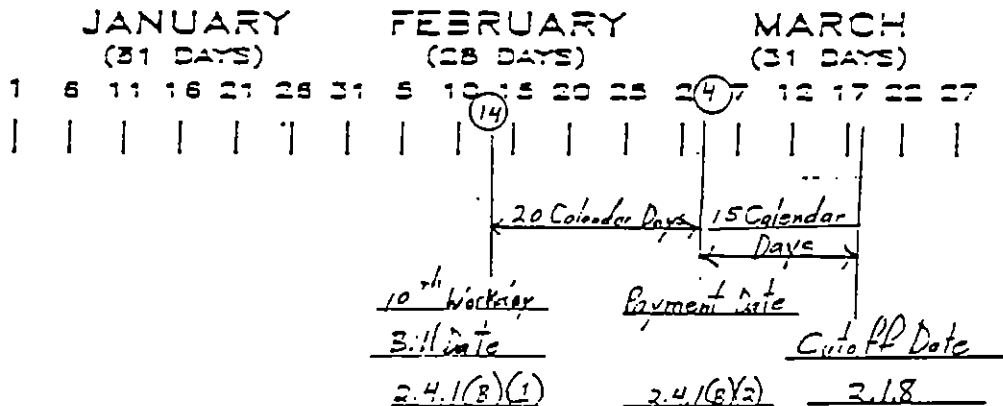 JANUARY FEBRUARY MARCH
(31 DAYS) (28 DAYS) (31 DAYS)
1 6 11 16 21 26 31 5 10 15 20 25 2 4 7 12 17 22 27
14
20 Calendar Days 15 Calendar
Days
10th Workday Payment Date
Bill Date Cutoff Date
2.4.1(B)(1) 2.4.1(B)(2) 2.1.8